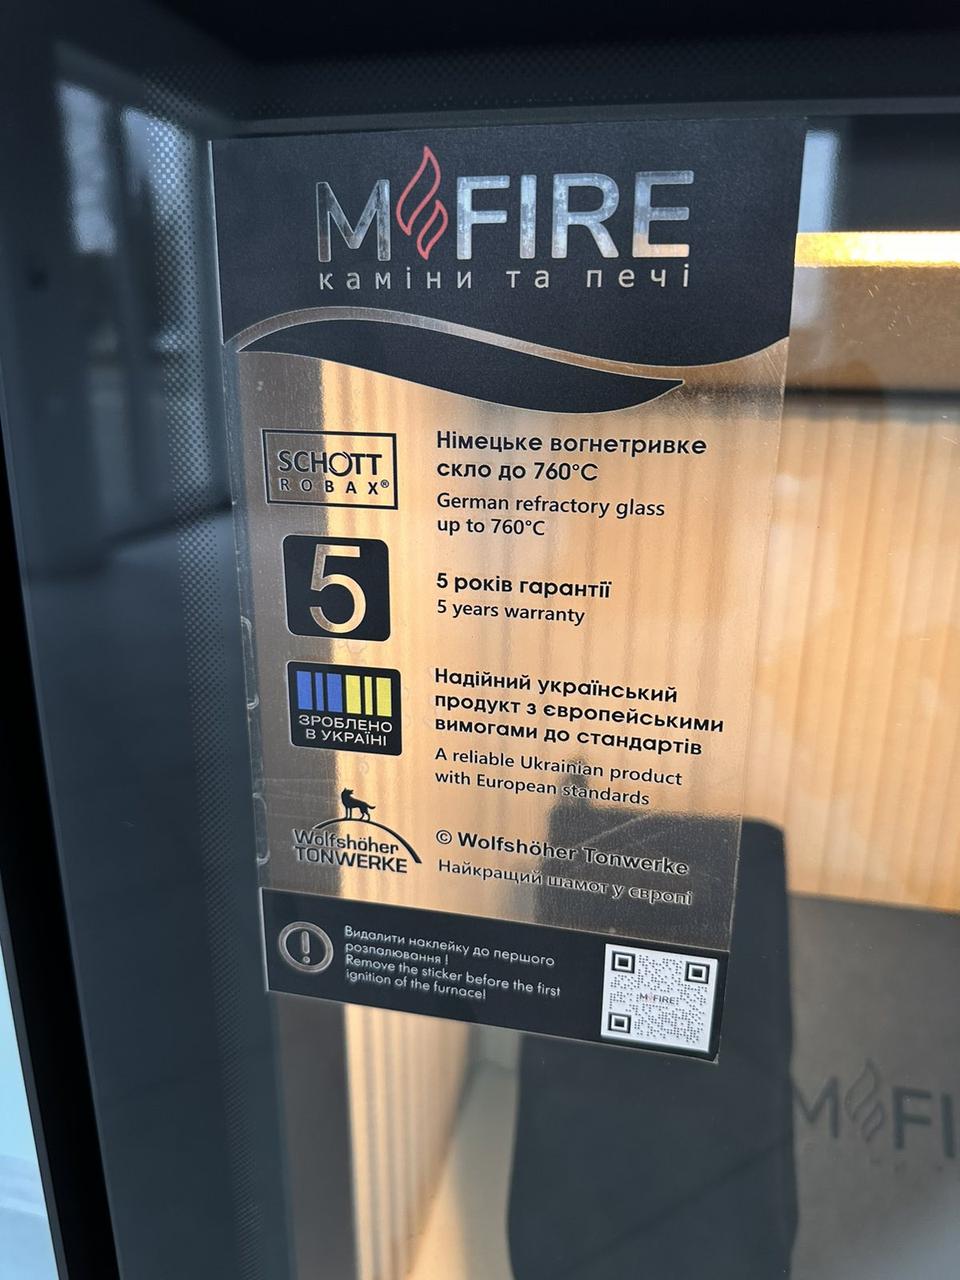 M FIRE
каміни та печі
SCHOTT
ROBAX®
Німецьке вогнетривке
скло до 760°C
German refractory glass
up to 760°C
5
5 років гарантії
5 years warranty
ЗРОБЛЕНО
В УКРАЇНІ
Надійний український
продукт з європейськими
вимогами до стандартів
A reliable Ukrainian product
with European standards
Wolfshöher
TONWERKE
© Wolfshöher Tonwerke
Найкращий шамот у європі
Видалити наклейку до першого
розпалювання !
Remove the sticker before the first
ignition of the furnace!
M FIRE
M FI